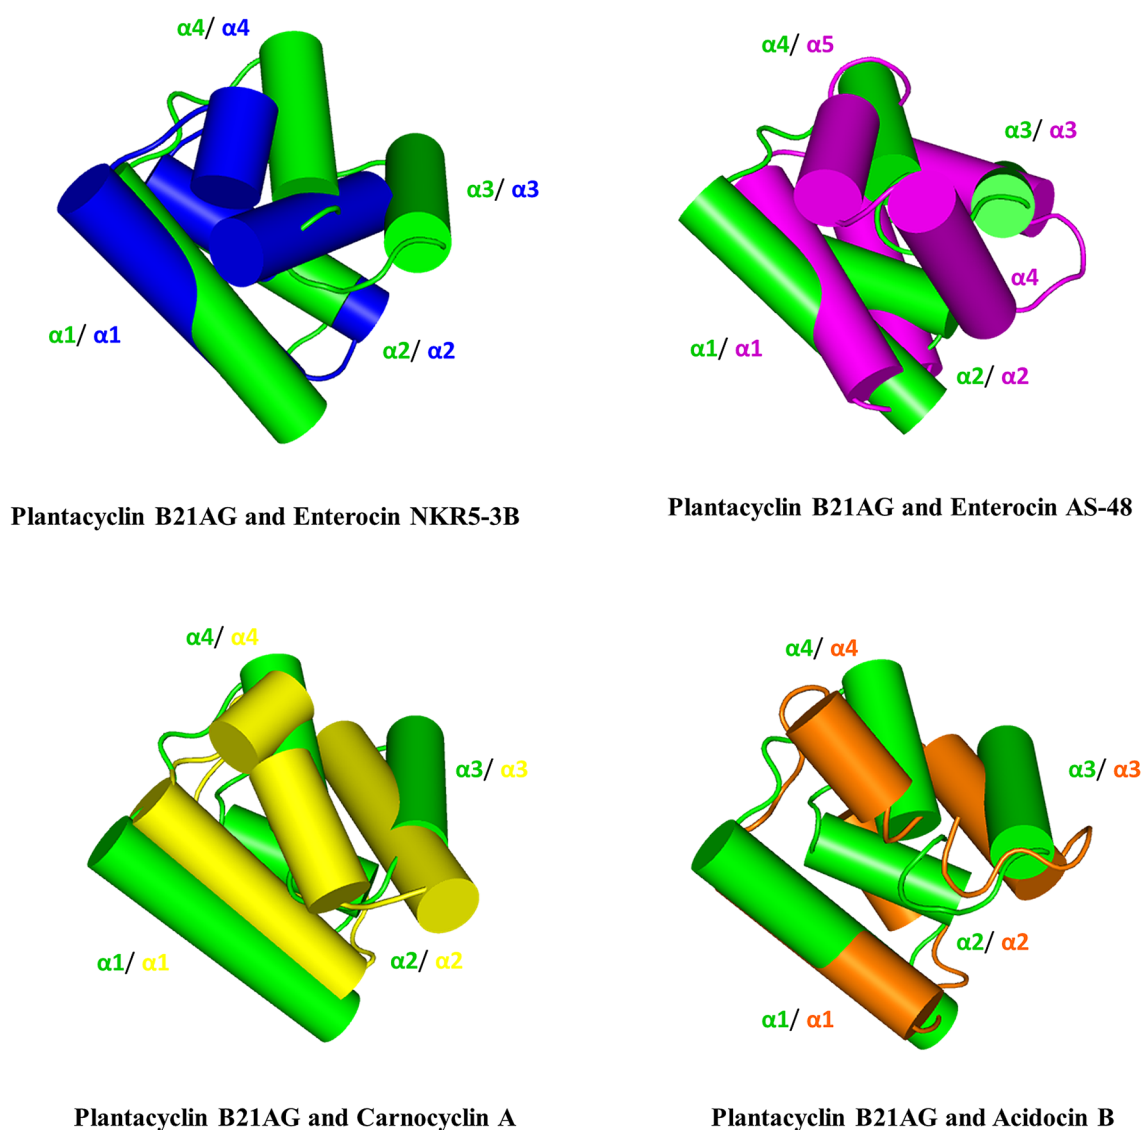 α4/ α4
α3/ α3
α1/ α1
α2/ α2
Plantacyclin B21AG and Enterocin NKR5-3B
α4/ α5
α3/ α3
α4
α1/ α1
α2/ α2
Plantacyclin B21AG and Enterocin AS-48
α4/ α4
α3/ α3
α1/ α1
α2/ α2
Plantacyclin B21AG and Carnocyclin A
α4/ α4
α3/ α3
α2/ α2
α1/ α1
Plantacyclin B21AG and Acidocin B